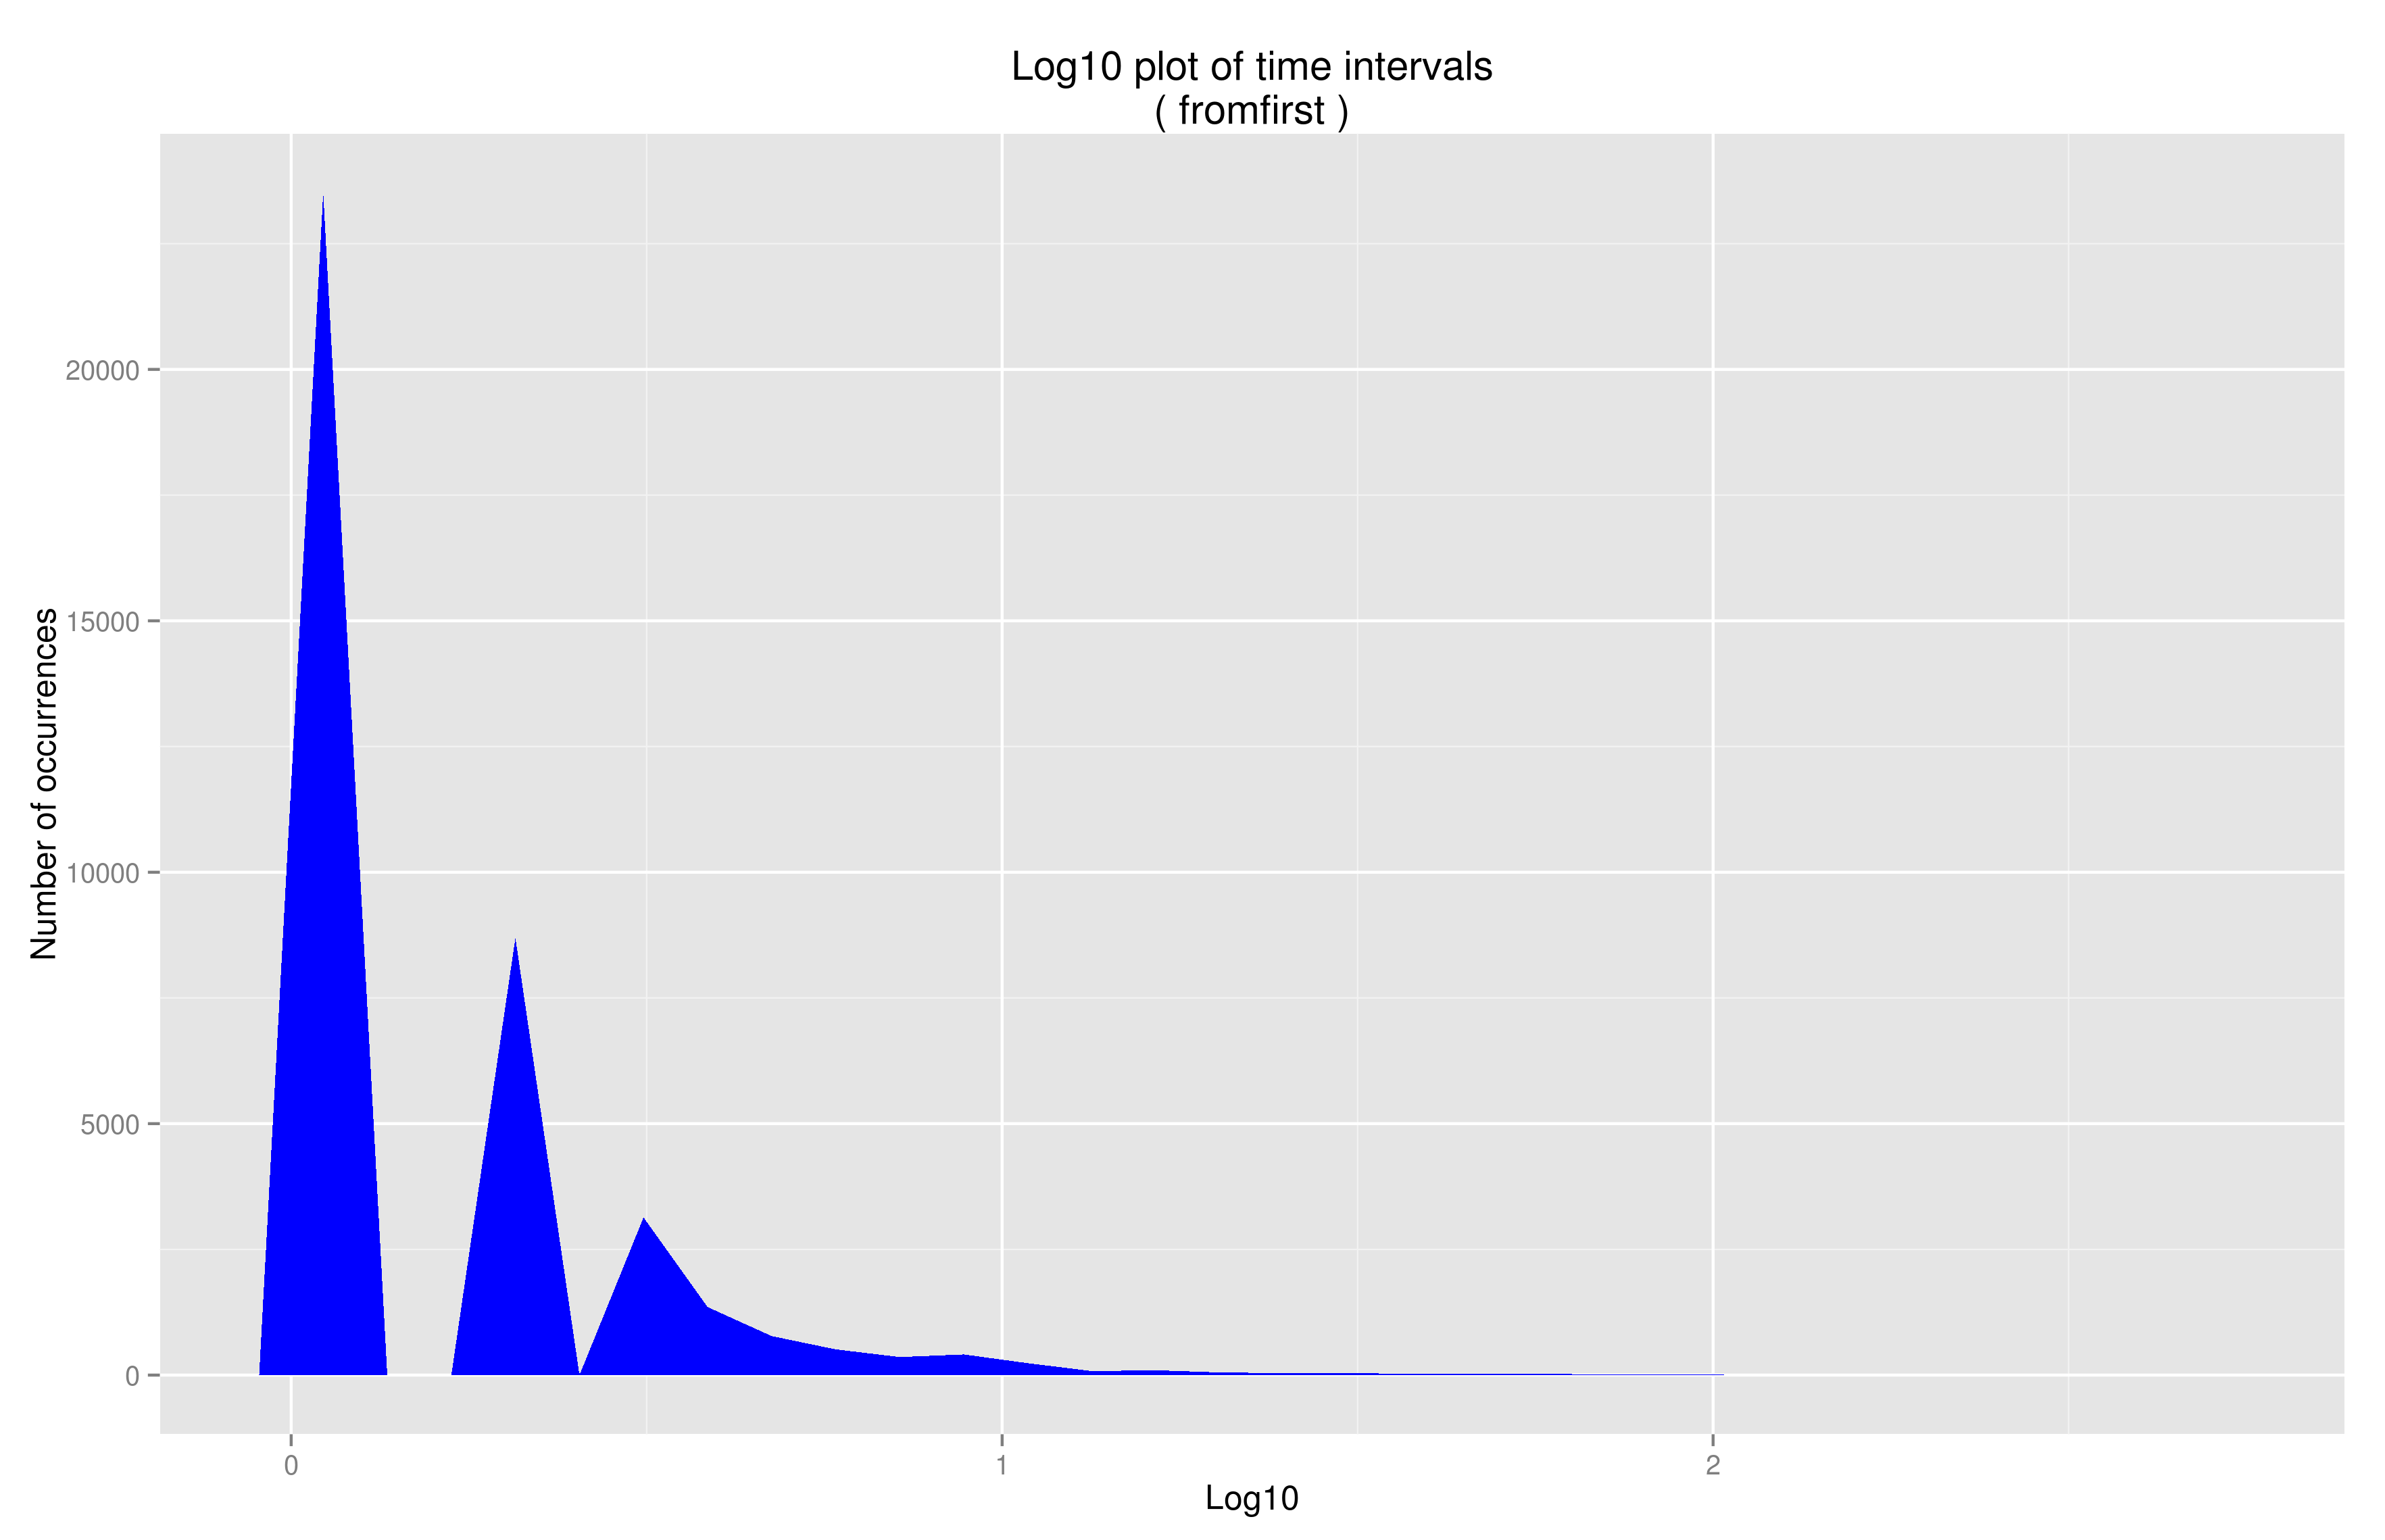 Log10 plot of time intervals
( fromfirst )
Number of occurrences
20000
15000
10000
5000
0
0 1 2
Log10